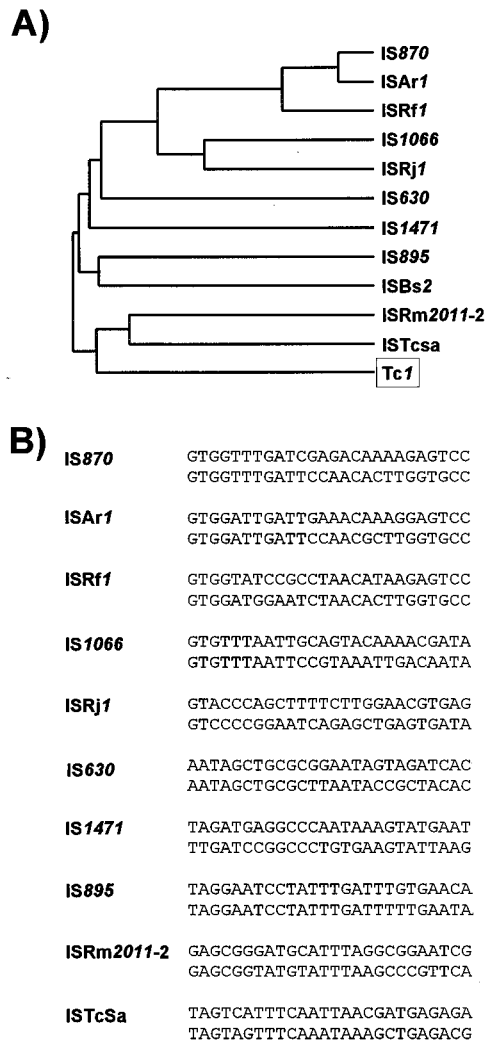 A)
IS870
ISAr1
ISRf1
IS1066
ISRj1
IS630
IS1471
IS895
ISBs2
ISRm2011-2
ISTcsa
Tc1
B)
IS870 GTGGTTTGATCGAGACAAAAGAGTCC
GTGGTTTGATTCCAACACTTGGTGCC
ISAr1 GTGGATTGATTGAAACAAAGGAGTCC
GTGGATTGATTCCAACGCTTGGTGCC
ISRf1 GTGGTATCCGCCTAACATAAGAGTCC
GTGGATGGAATCTAACACTTGGTGCC
IS1066 GTGTTTAATTGCAGTACAAAACGATA
GTGTTTAATTCCGTAAATTGACAATA
ISRj1 GTACCCAGCTTTTCTTGGAACGTGAG
GTCCCCGGAATCAGAGCTGAGTGATA
IS630 AATAGCTGCGCGGAATAGTAGATCAC
AATAGCTGCGCTTAATACCGCTACAC
IS1471 TAGATGAGGCCCAATAAAGTATGAAT
TTGATCCGGCCCTGTGAAGTATTAAG
IS895 TAGGAATCCTATTTGATTTGTGAACA
TAGGAATCCTATTTGATTTTTGAATA
ISRm2011-2 GAGCGGGATGCATTTAGGCGGAATCG
GAGCGGTATGTATTTAAGCCCGTTCA
ISTcSa TAGTCATTTCAATTAACGATGAGAGA
TAGTAGTTTCAAATAAAGCTGAGACG